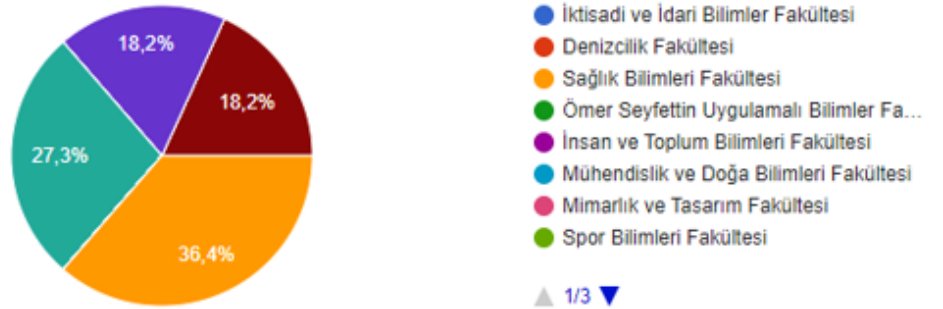 18,2%
18,2%
27,3%
36,4%
İktisadi ve İdari Bilimler Fakültesi
Denizcilik Fakültesi
Sağlık Bilimleri Fakültesi
Ömer Seyfettin Uygulamalı Bilimler Fa...
İnsan ve Toplum Bilimleri Fakültesi
Mühendislik ve Doğa Bilimleri Fakültesi
Mimarlık ve Tasarım Fakültesi
Spor Bilimleri Fakültesi
1/3